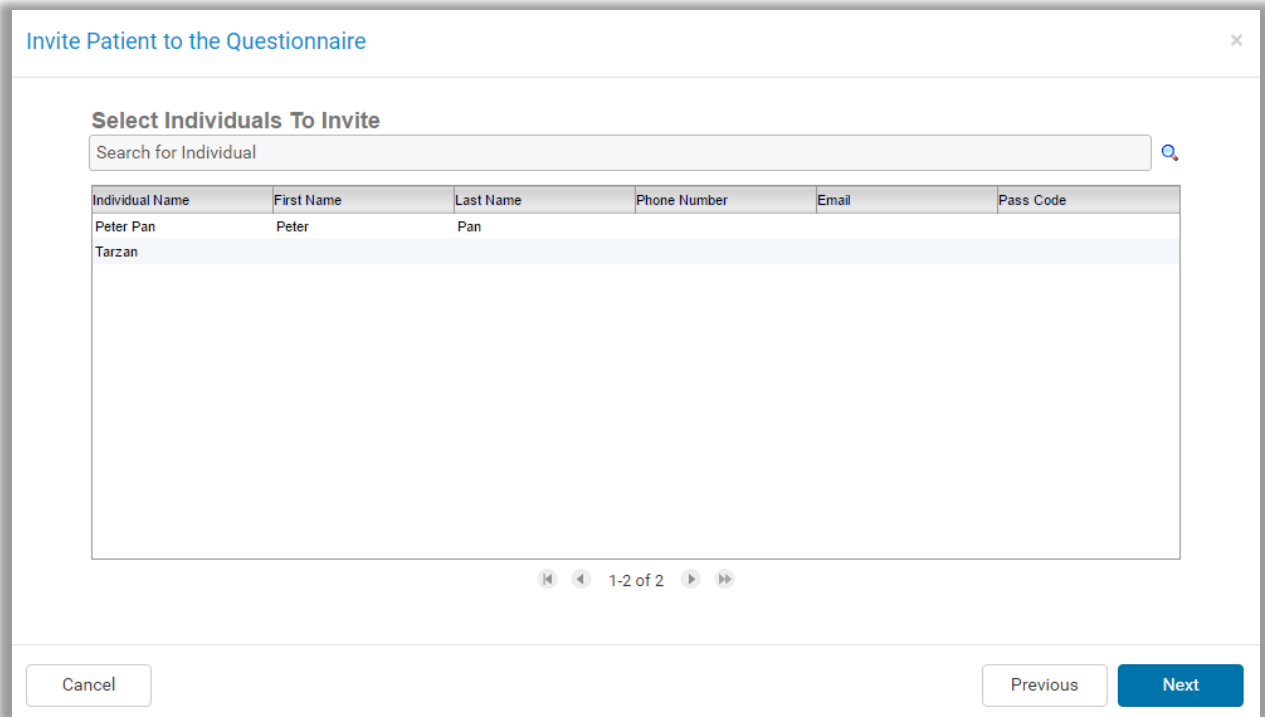 Invite Patient to the Questionnaire ×
Select Individuals To Invite
Search for Individual
Individual Name First Name Last Name Phone Number Email Pass Code
Peter Pan Peter Pan
Tarzan
1-2 of 2
Cancel Previous Next